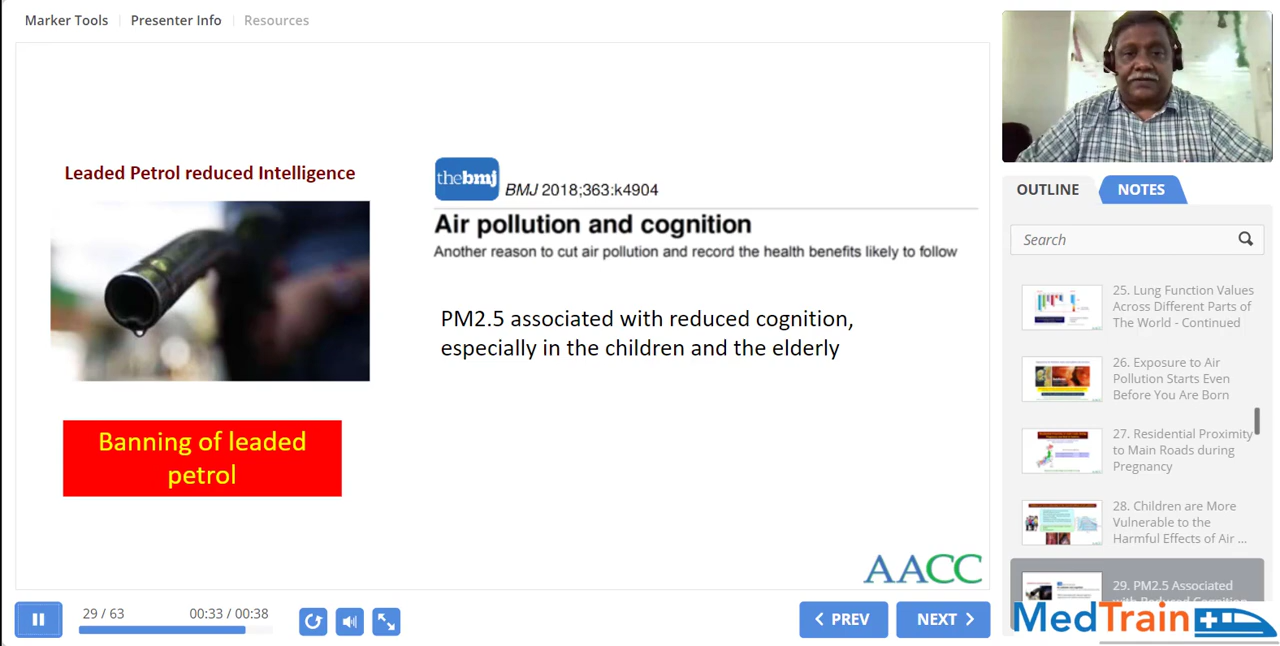 Marker Tools
Presenter Info
Resources
Leaded Petrol reduced Intelligence
thebmj
BMJ 2018;363:k4904
Air pollution and cognition
Another reason to cut air pollution and record the health benefits likely to follow
PM2.5 associated with reduced cognition,
especially in the children and the elderly
Banning of leaded
petrol
AACC
29 / 63
00:33 / 00:38
PREV
NEXT
OUTLINE
NOTES
Search
25. Lung Function Values
Across Different Parts of
The World - Continued
26. Exposure to Air
Pollution Starts Even
Before You Are Born
27. Residential Proximity
to Main Roads during
Pregnancy
28. Children are More
Vulnerable to the
Harmful Effects of Air ...
29. PM2.5 Associated
with Reduced Cognition
MedTrain